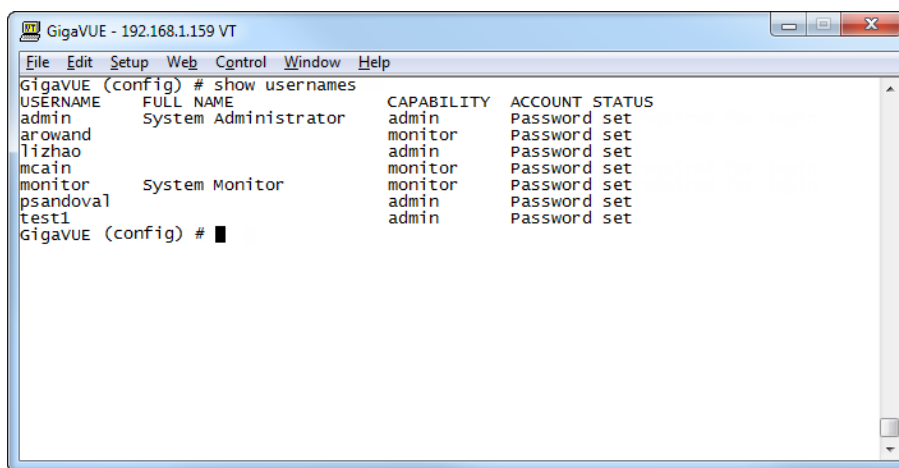 GigaVUE - 192.168.1.159 VT
File Edit Setup Web Control Window Help
GigaVUE (config) # show usernames
USERNAME FULL NAME CAPABILITY ACCOUNT STATUS
admin System Administrator admin Password set
arowand monitor Password set
lizhao admin Password set
mcain monitor Password set
monitor System Monitor monitor Password set
psandoval admin Password set
test1 admin Password set
GigaVUE (config) #